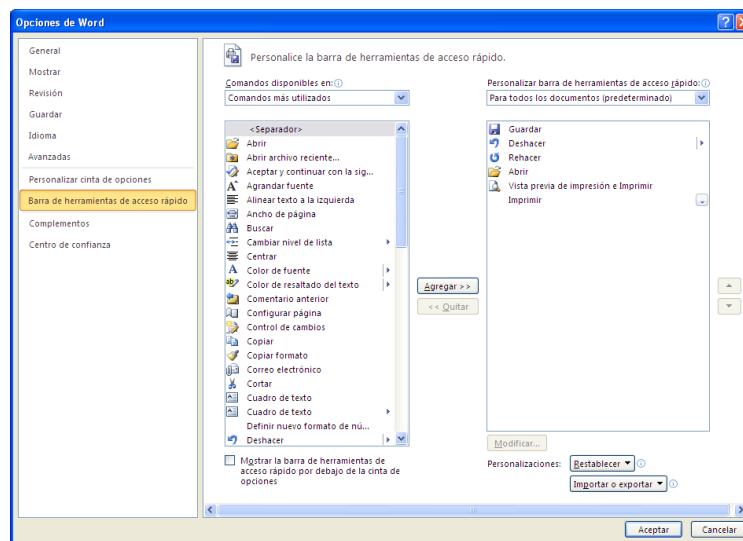 Opciones de Word
General
Mostrar
Revisión
Guardar
Idioma
Avanzadas
Personalizar cinta de opciones
Barra de herramientas de acceso rápido
Complementos
Centro de confianza
Personalice la barra de herramientas de acceso rápido.
Comandos disponibles en:
Comandos más utilizados
<Separador>
Abrir
Abrir archivo reciente...
Aceptar y continuar con la sig...
Agrandar fuente
Alinear texto a la izquierda
Ancho de página
Buscar
Cambiar nivel de lista
Centrar
Color de fuente
Color de resaltado del texto
Comentario anterior
Configurar página
Control de cambios
Copiar
Copiar formato
Correo electrónico
Cortar
Cuadro de texto
Cuadro de texto
Definir nuevo formato de nú...
Deshacer
Mostrar la barra de herramientas de
acceso rápido por debajo de la cinta de
opciones
Agregar >>
<< Quitar
Personalizar barra de herramientas de acceso rápido:
Para todos los documentos (predeterminado)
Guardar
Deshacer
Rehacer
Abrir
Vista previa de impresión e Imprimir
Imprimir
Modificar...
Personalizaciones:
Restablecer
Importar o exportar
Aceptar
Cancelar